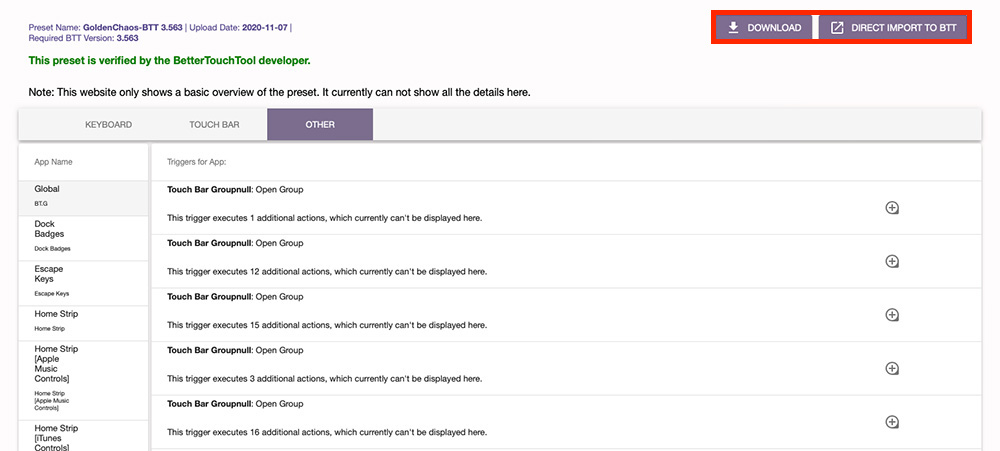 Preset Name: GoldenChaos-BTT 3.563 | Upload Date: 2020-11-07 |
Required BTT Version: 3.563
DOWNLOAD
DIRECT IMPORT TO BTT
This preset is verified by the BetterTouchTool developer.
Note: This website only shows a basic overview of the preset. It currently can not show all the details here.
KEYBOARD
TOUCH BAR
OTHER
App Name
Triggers for App:
Global
BT.G
Dock
Badges
Dock Badges
Escape
Keys
Escape Keys
Home Strip
Home Strip
Home Strip
[Apple
Music
Controls]
Home Strip
[Apple Music
Controls]
Home Strip
[iTunes
Controls]
Touch Bar Groupnull: Open Group
This trigger executes 1 additional actions, which currently can't be displayed here.
Touch Bar Groupnull: Open Group
This trigger executes 12 additional actions, which currently can't be displayed here.
Touch Bar Groupnull: Open Group
This trigger executes 15 additional actions, which currently can't be displayed here.
Touch Bar Groupnull: Open Group
This trigger executes 3 additional actions, which currently can't be displayed here.
Touch Bar Groupnull: Open Group
This trigger executes 16 additional actions, which currently can't be displayed here.